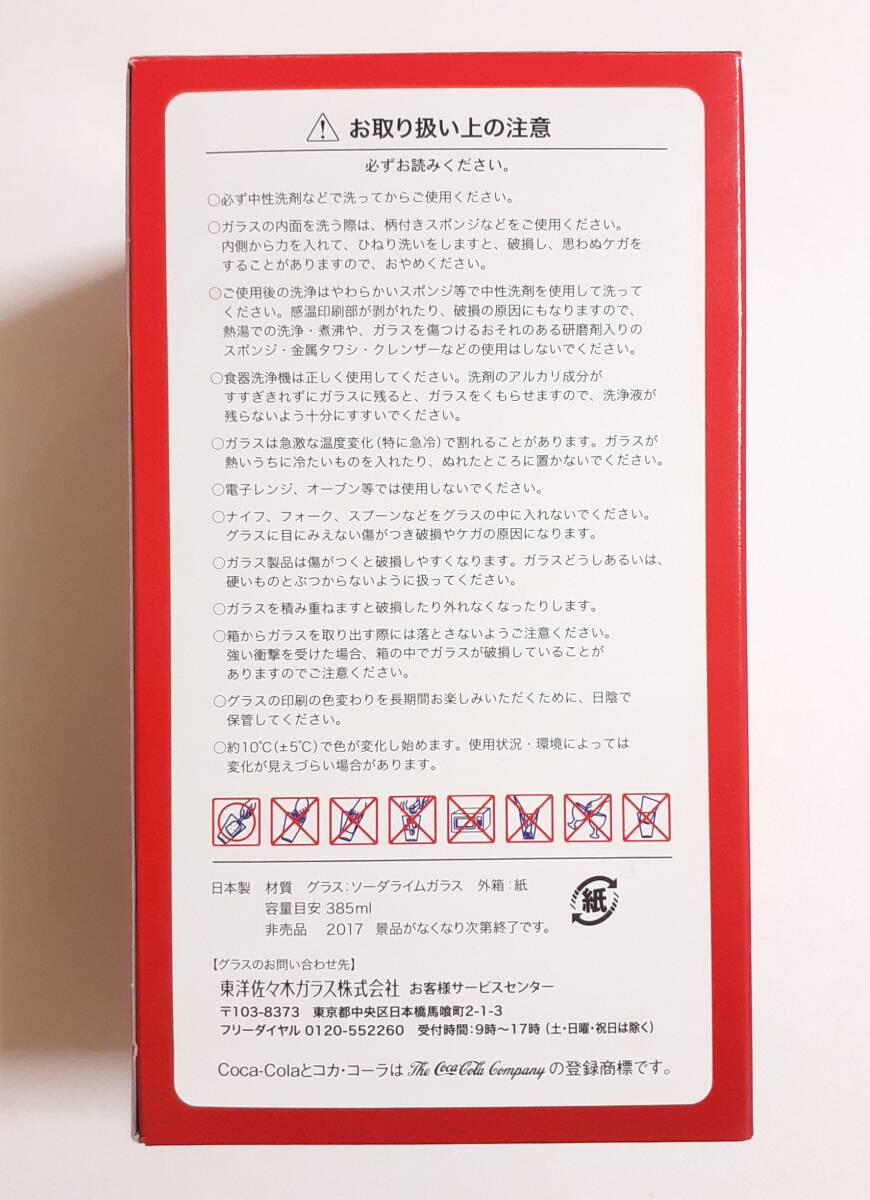 お取り扱い上の注意
必ずお読みください。
○必ず中性洗剤などで洗ってからご使用ください。
○ガラスの内面を洗う際は、柄付きスポンジなどをご使用ください。
内側から力を入れて、ひねり洗いをしますと、破損し、思わぬケガを
することがありますので、おやめください。
○ご使用後の洗浄はやわらかいスポンジ等で中性洗剤を使用して洗って
ください。感温印刷部が剥がれたり、破損の原因にもなりますので、
熱湯での洗浄・煮沸や、ガラスを傷つけるおそれのある研磨剤入りの
スポンジ・金属タワシ・クレンザーなどの使用はしないでください。
○食器洗浄機は正しく使用してください。洗剤のアルカリ成分が
すすぎきれずにガラスに残ると、ガラスをくもらせますので、洗浄液が
残らないよう十分にすすいでください。
○ガラスは急激な温度変化(特に急冷)で割れることがあります。ガラスが
熱いうちに冷たいものを入れたり、ぬれたところに置かないでください。
○電子レンジ、オーブン等では使用しないでください。
○ナイフ、フォーク、スプーンなどをグラスの中に入れないでください。
グラスに目にみえない傷がつき破損やケガの原因になります。
○ガラス製品は傷がつくと破損しやすくなります。ガラスどうしあるいは、
硬いものとぶつからないように扱ってください。
○ガラスを積み重ねますと破損したり外れなくなったりします。
○箱からガラスを取り出す際には落とさないようご注意ください。
強い衝撃を受けた場合、箱の中でガラスが破損していることが
ありますのでご注意ください。
○グラスの印刷の色変わりを長期間お楽しみいただくために、日陰で
保管してください。
○約10℃(±5℃)で色が変化し始めます。使用状況・環境によっては
変化が見えづらい場合があります。
日本製 材質 グラス:ソーダライムガラス 外箱:紙
容量目安 385ml
非売品 2017 景品がなくなり次第終了です。
紙
【グラスのお問い合わせ先】
東洋佐々木ガラス株式会社 お客様サービスセンター
〒103-8373 東京都中央区日本橋馬喰町2-1-3
フリーダイヤル 0120-552260 受付時間:9時〜17時(土・日曜・祝日は除く)
Coca-Colaとコカ・コーラは The Coca-Cola Company の登録商標です。